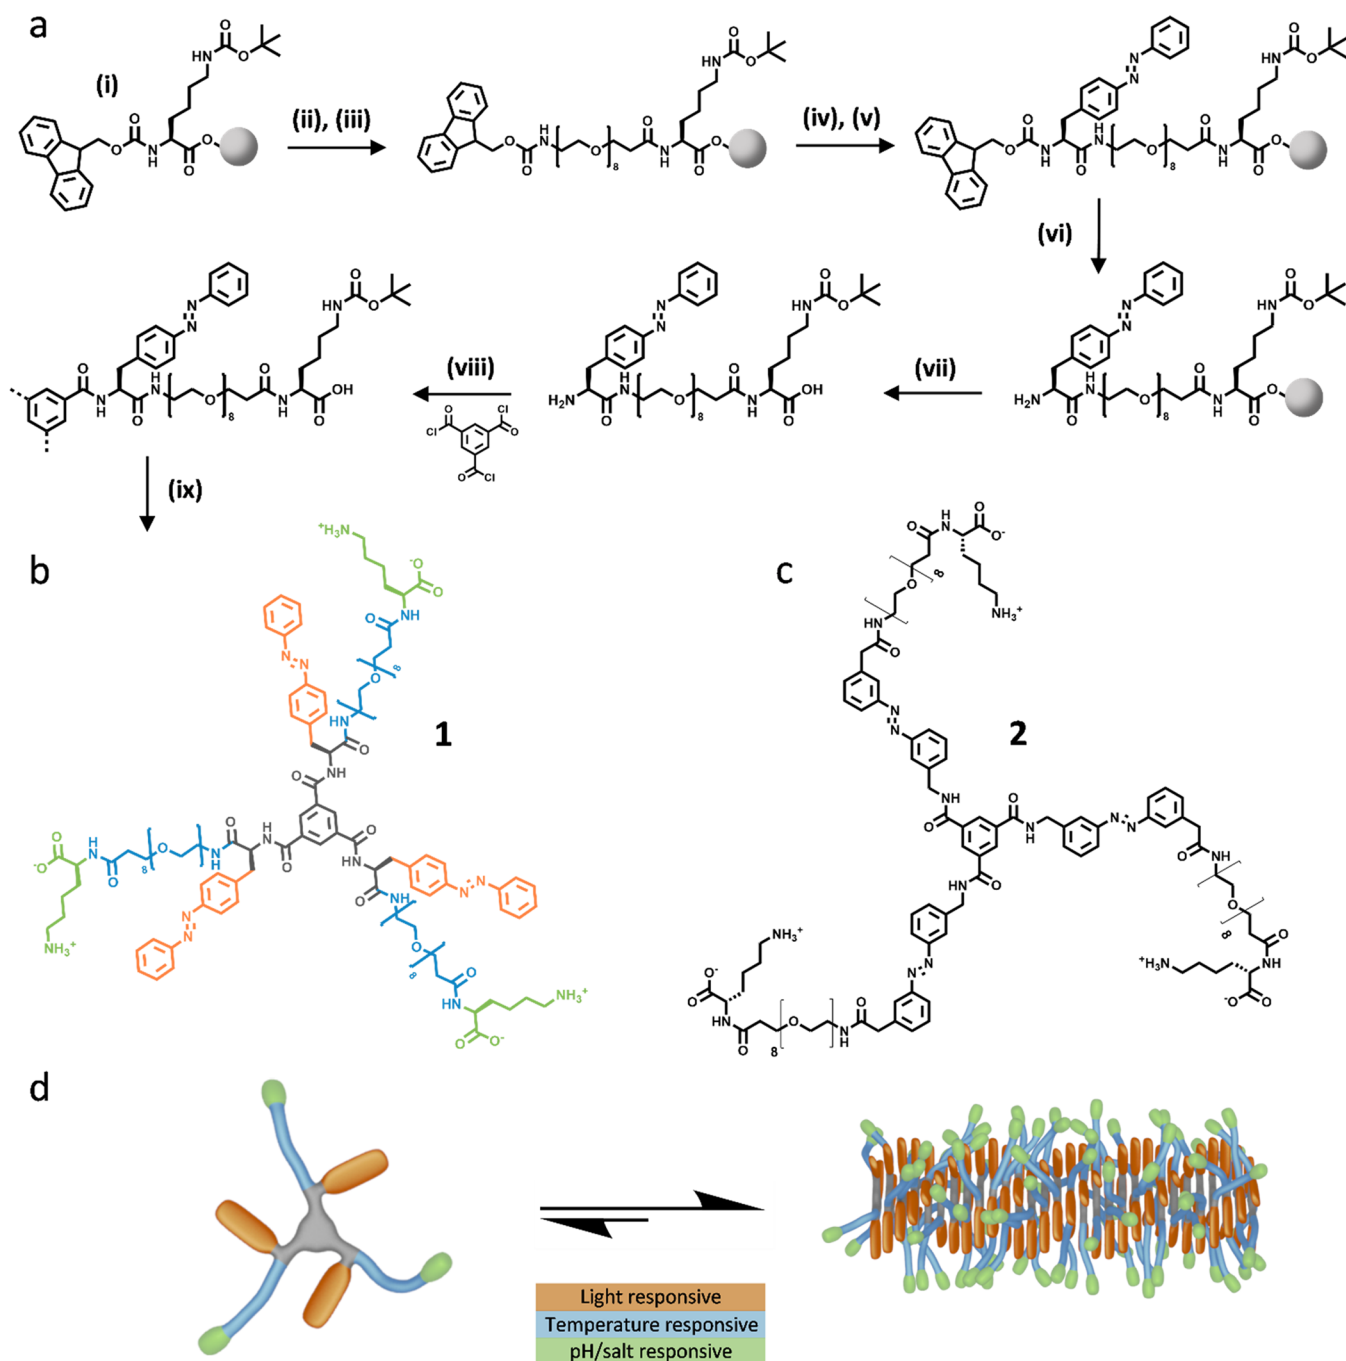 a
(i)
(ii), (iii)
(iv), (v)
(vi)
(vii)
(viii)
(ix)
b
1
c
2
d
Light responsive
Temperature responsive
pH/salt responsive